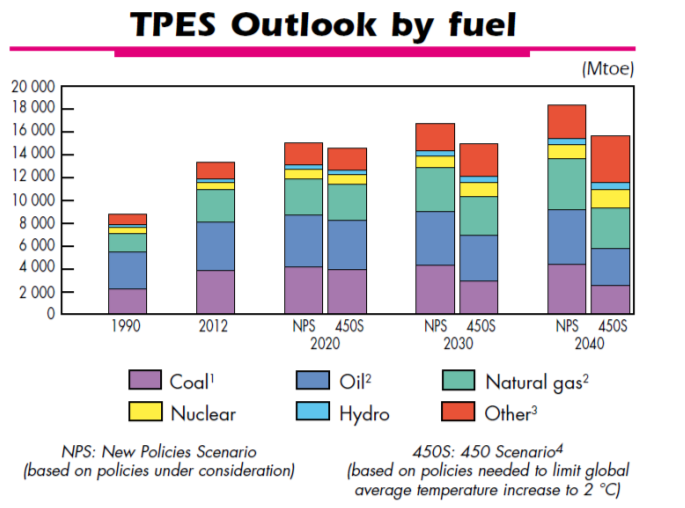 TPES Outlook by fuel
(Mtoe)
20 000
18 000
16 000
14 000
12 000
10 000
8 000
6 000
4 000
2 000
0
1990 2012 NPS 450S NPS 450S NPS 450S
2020 2030 2040
Coal¹ Oil² Natural gas²
Nuclear Hydro Other³
NPS: New Policies Scenario 450S: 450 Scenario⁴
(based on policies under consideration) (based on policies needed to limit global
average temperature increase to 2 °C)